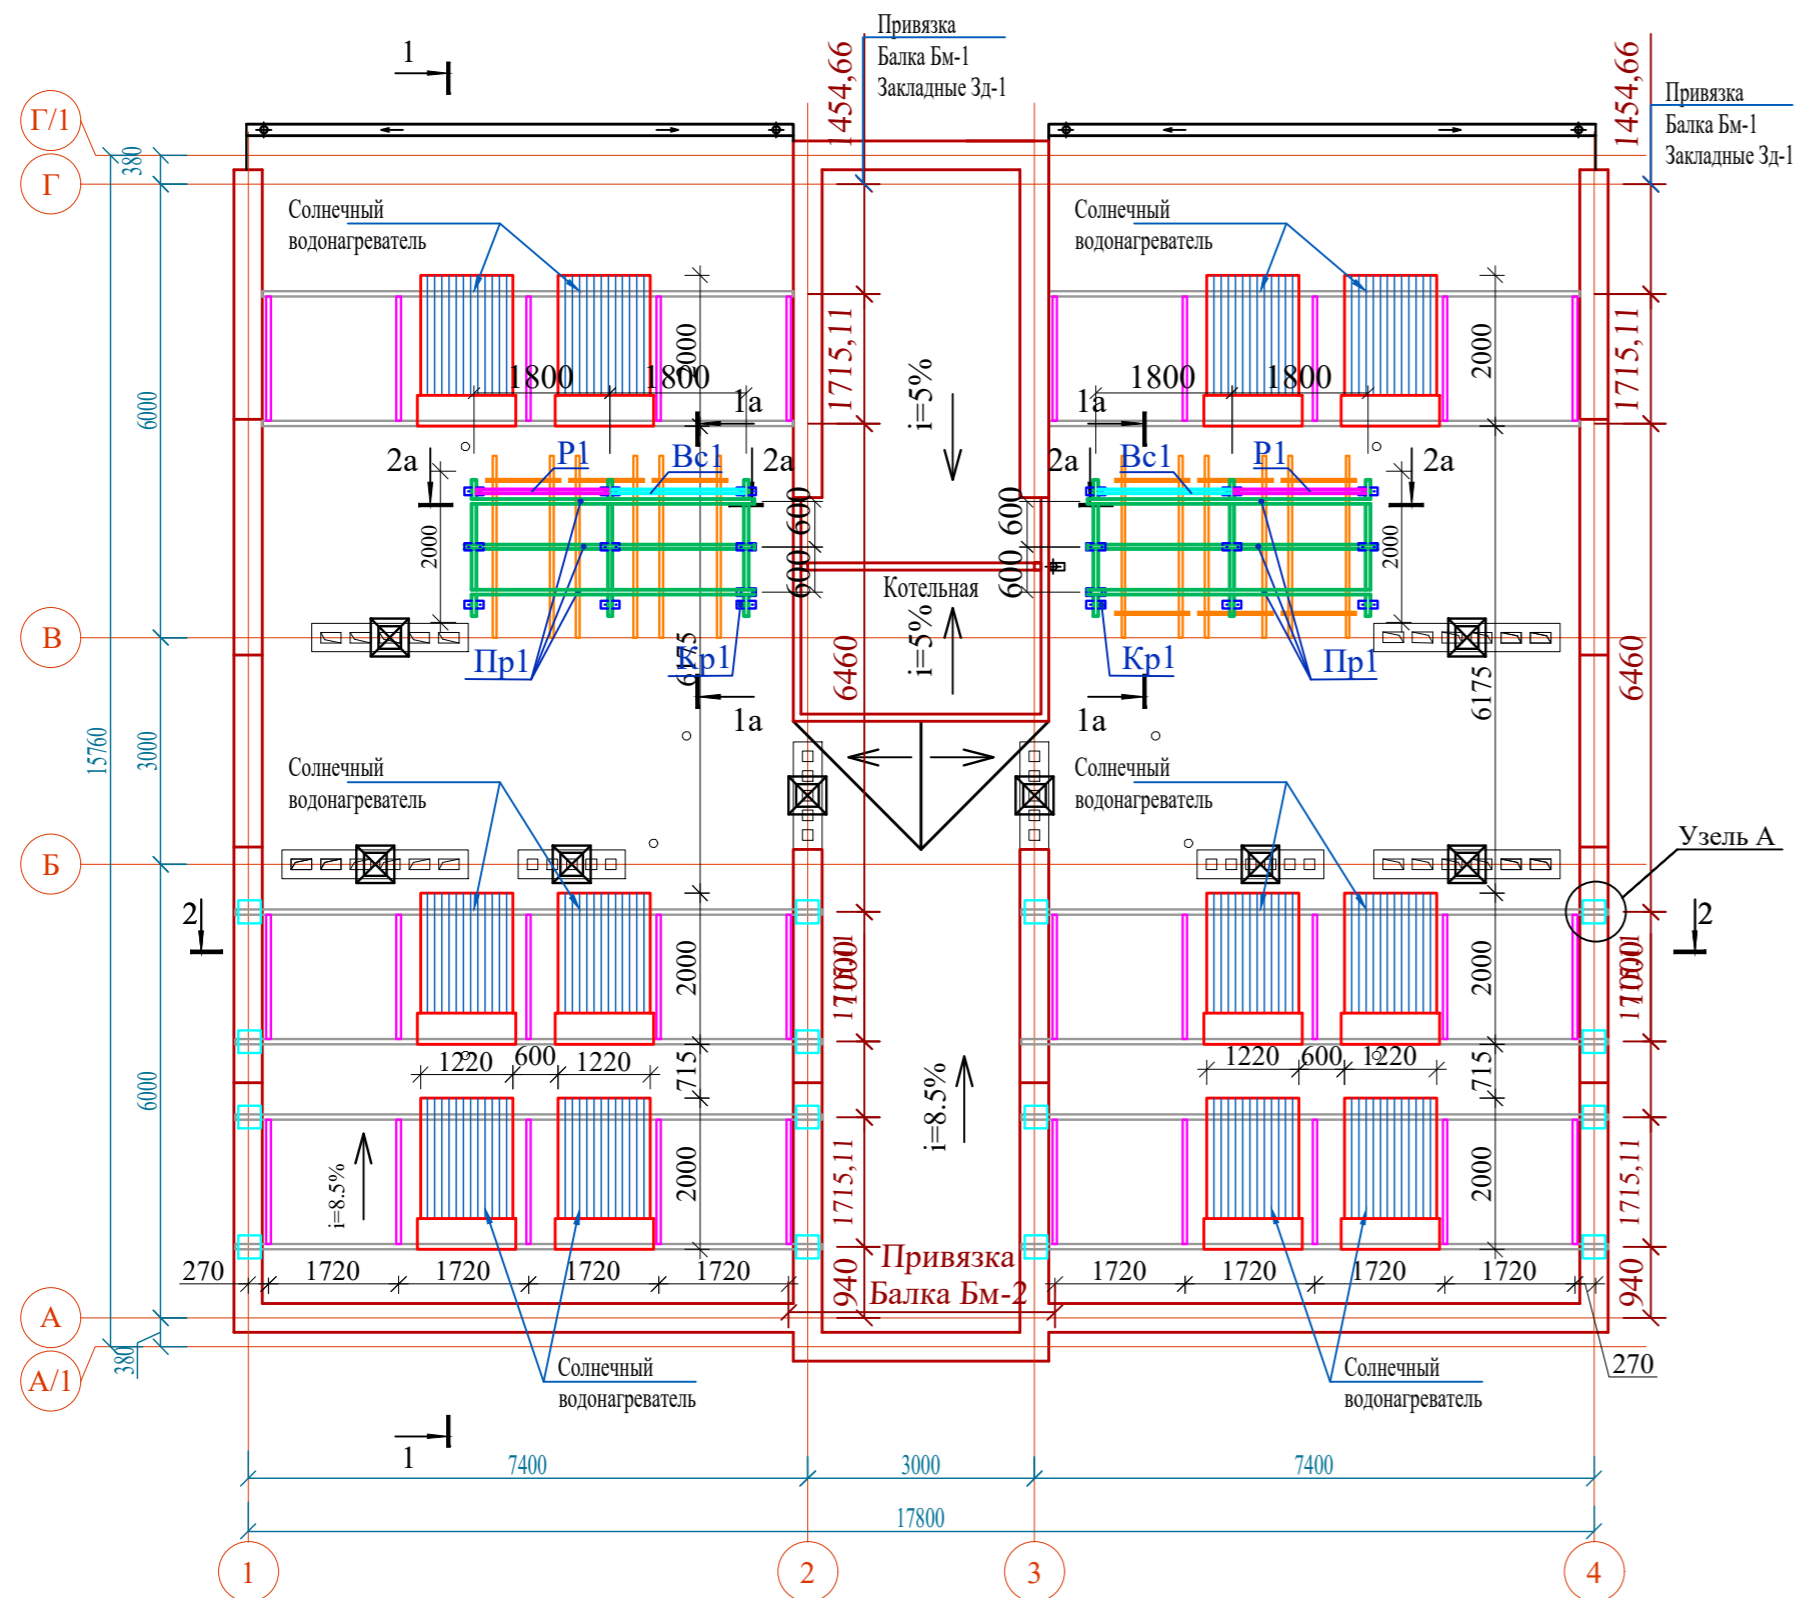 Привязка
Балка Бм-1
Закладные Зд-1
1
1454,66
1454,66
Привязка
Балка Бм-1
Закладные Зд-1
Г/1
380
Г
Солнечный
водонагреватель
Солнечный
водонагреватель
6000
2000
1715,11
i=5%
2000
1715,11
1800
1800
1800
1800
1а
1а
2а
Р1
Вс1
2а
2а
Вс1
Р1
2а
2000
600
600
600
600
2000
Котельная
i=5%
В
Пр1
Кр1
6175
6460
Кр1
Пр1
6175
6460
1а
1а
15760
3000
Солнечный
водонагреватель
Солнечный
водонагреватель
Узель А
Б
2
2
2000
2000
1220
600
1220
715
1220
600
1220
715
6000
i=8.5%
i=8.5%
2000
1715,11
2000
1715,11
270
1720
1720
1720
1720
940
Привязка
Балка Бм-2
1720
1720
1720
1720
940
А
380
А/1
Солнечный
водонагреватель
Солнечный
водонагреватель
270
1
7400
3000
7400
17800
1
2
3
4